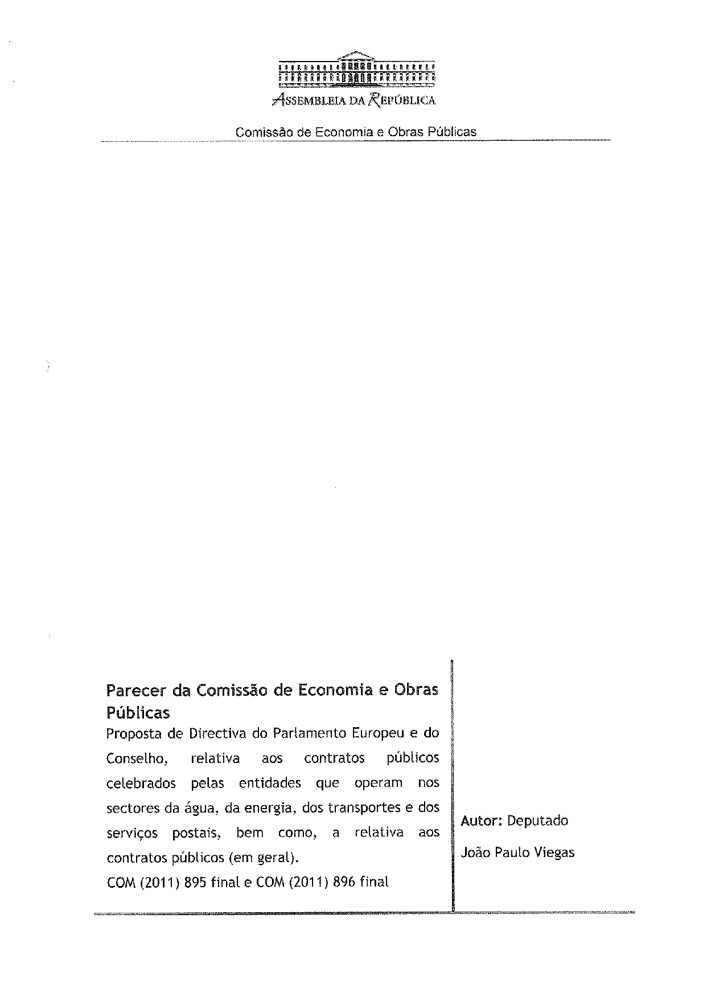 ASSEMBLEIA DA REPÚBLICA
Comissão de Economia e Obras Públicas
Parecer da Comissão de Economia e Obras
Públicas
Proposta de Directiva do Parlamento Europeu e do
Conselho, relativa aos contratos públicos
celebrados pelas entidades que operam nos
sectores da água, da energia, dos transportes e dos
serviços postais, bem como, a relativa aos
contratos públicos (em geral).
COM (2011) 895 final e COM (2011) 896 final
Autor: Deputado
João Paulo Viegas